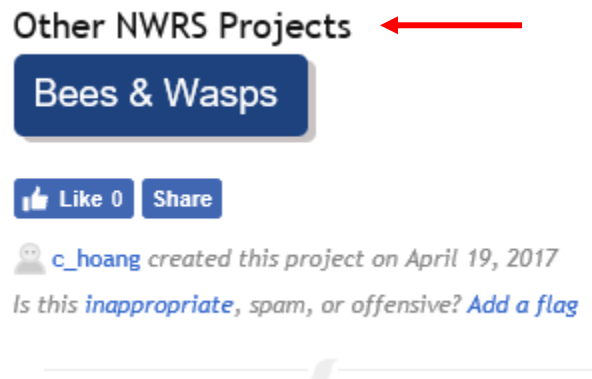 Other NWRS Projects
Bees & Wasps
Like 0 Share
c_hoang created this project on April 19, 2017
Is this inappropriate, spam, or offensive? Add a flag